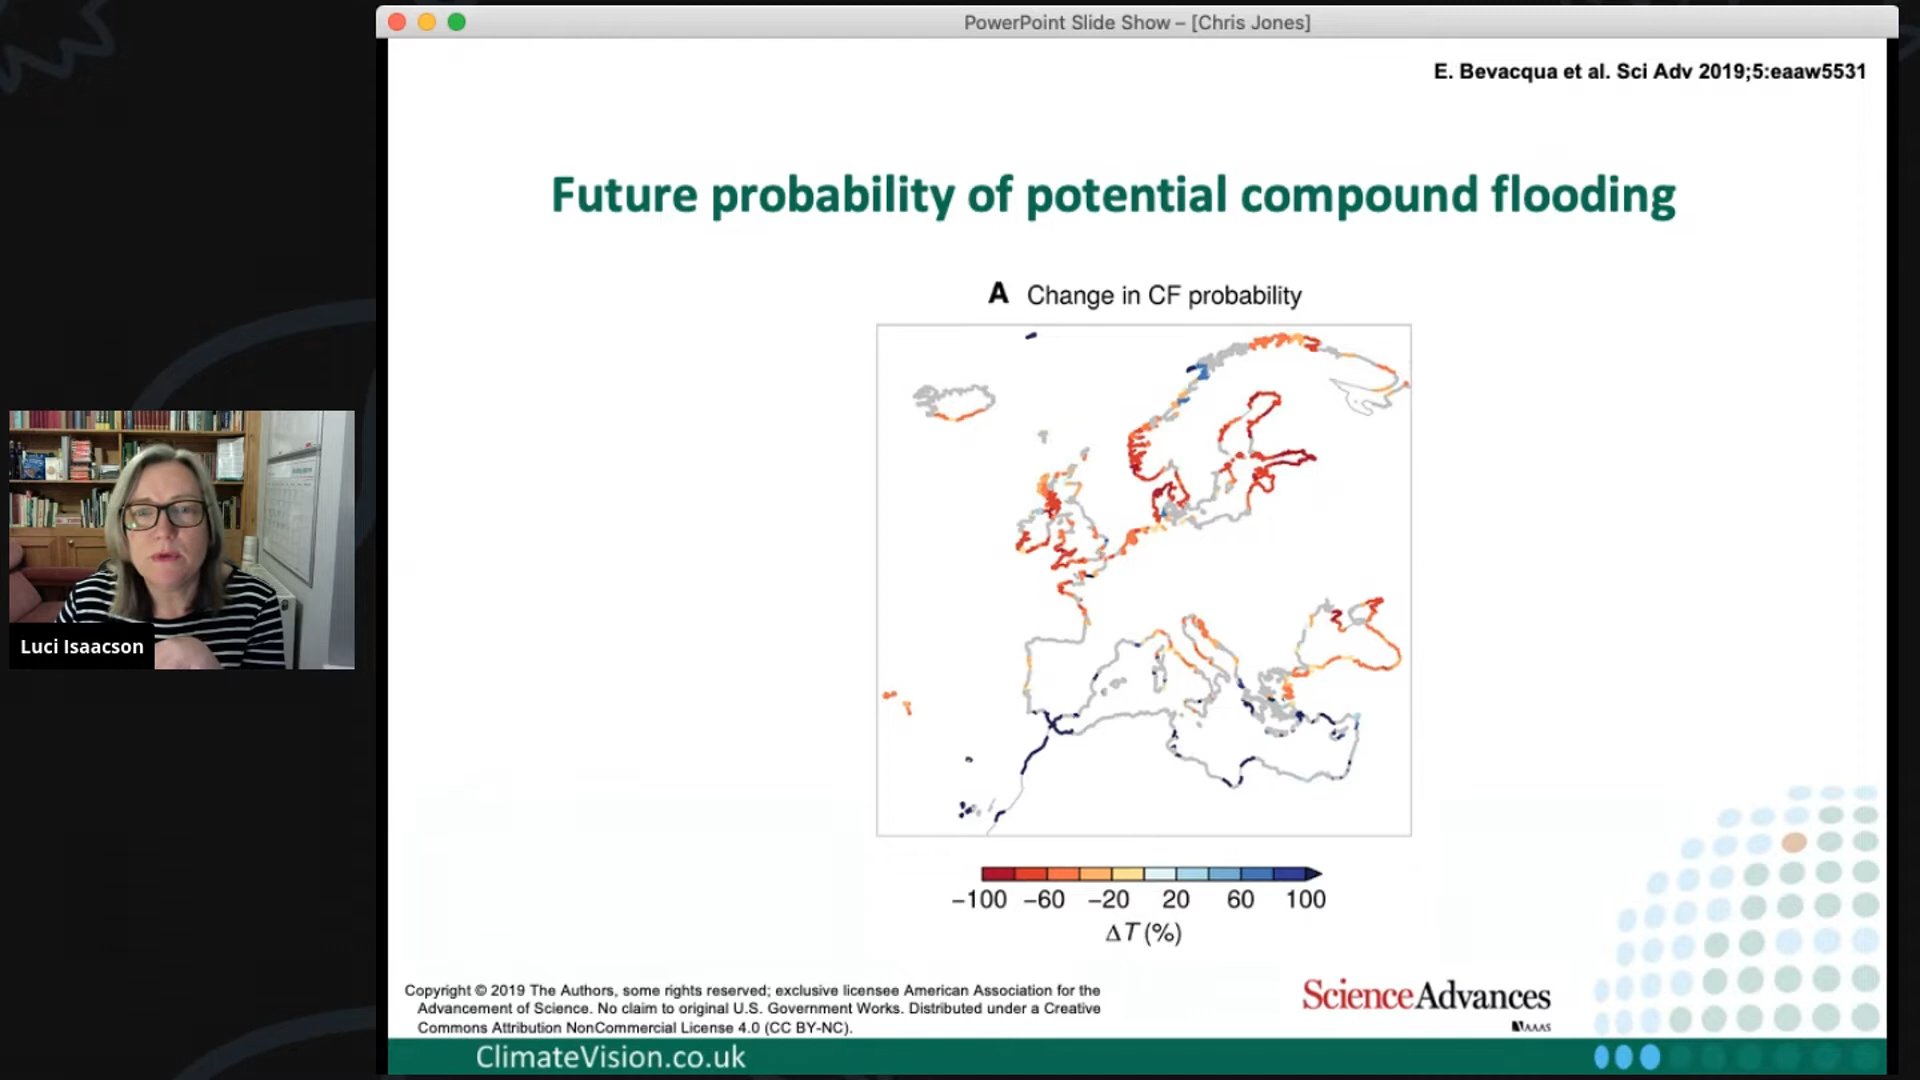 PowerPoint Slide Show – [Chris Jones]
E. Bevacqua et al. Sci Adv 2019;5:eaaw5531
Future probability of potential compound flooding
A Change in CF probability
−100 −60 −20 20 60 100
ΔT (%)
Luci Isaacson
Copyright © 2019 The Authors, some rights reserved; exclusive licensee American Association for the
Advancement of Science. No claim to original U.S. Government Works. Distributed under a Creative
Commons Attribution NonCommercial License 4.0 (CC BY-NC).
ScienceAdvances
AAAS
ClimateVision.co.uk